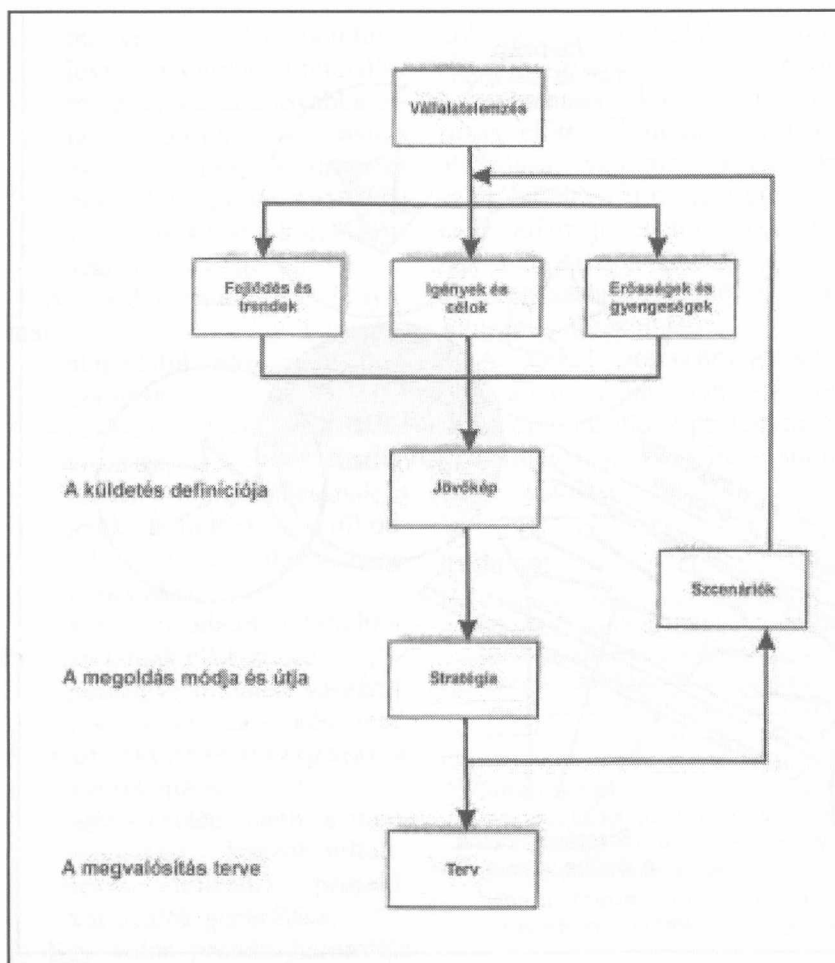 Vállalatelemzés
Fejlődés és
trendek
Igények és
célok
Erősségek és
gyengeségek
A küldetés definíciója
Jövőkép
Szcenáriók
A megoldás módja és útja
Stratégia
A megvalósítás terve
Terv